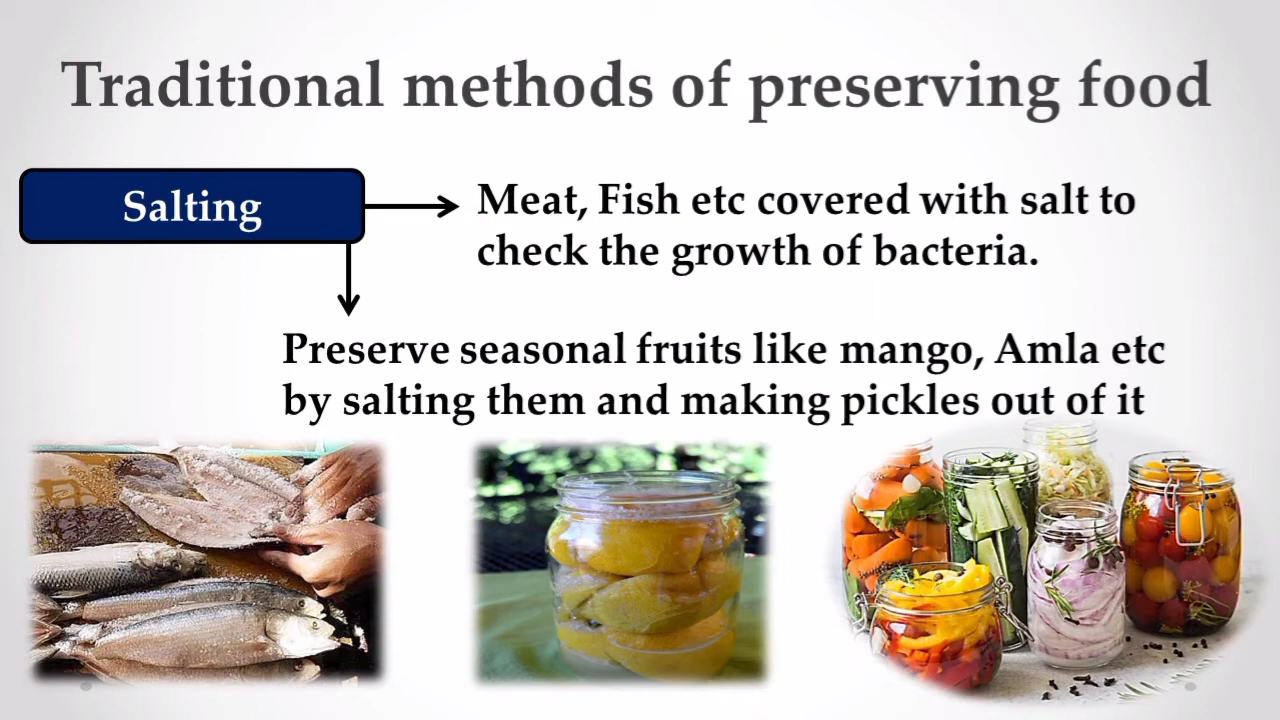 Traditional methods of preserving food
Salting
Meat, Fish etc covered with salt to
check the growth of bacteria.
Preserve seasonal fruits like mango, Amla etc
by salting them and making pickles out of it